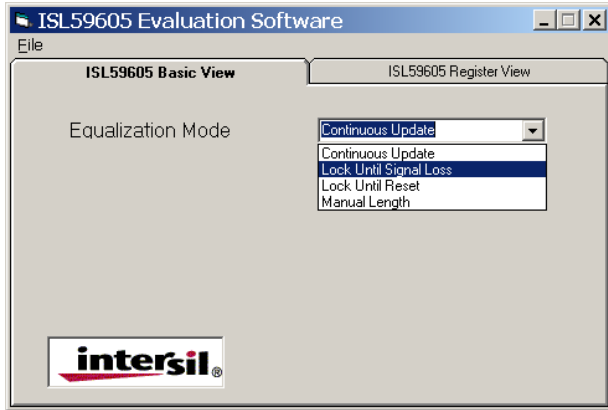 ISL59605 Evaluation Software
File
ISL59605 Basic View
ISL59605 Register View
Equalization Mode
Continuous Update
Continuous Update
Lock Until Signal Loss
Lock Until Reset
Manual Length
intersil®